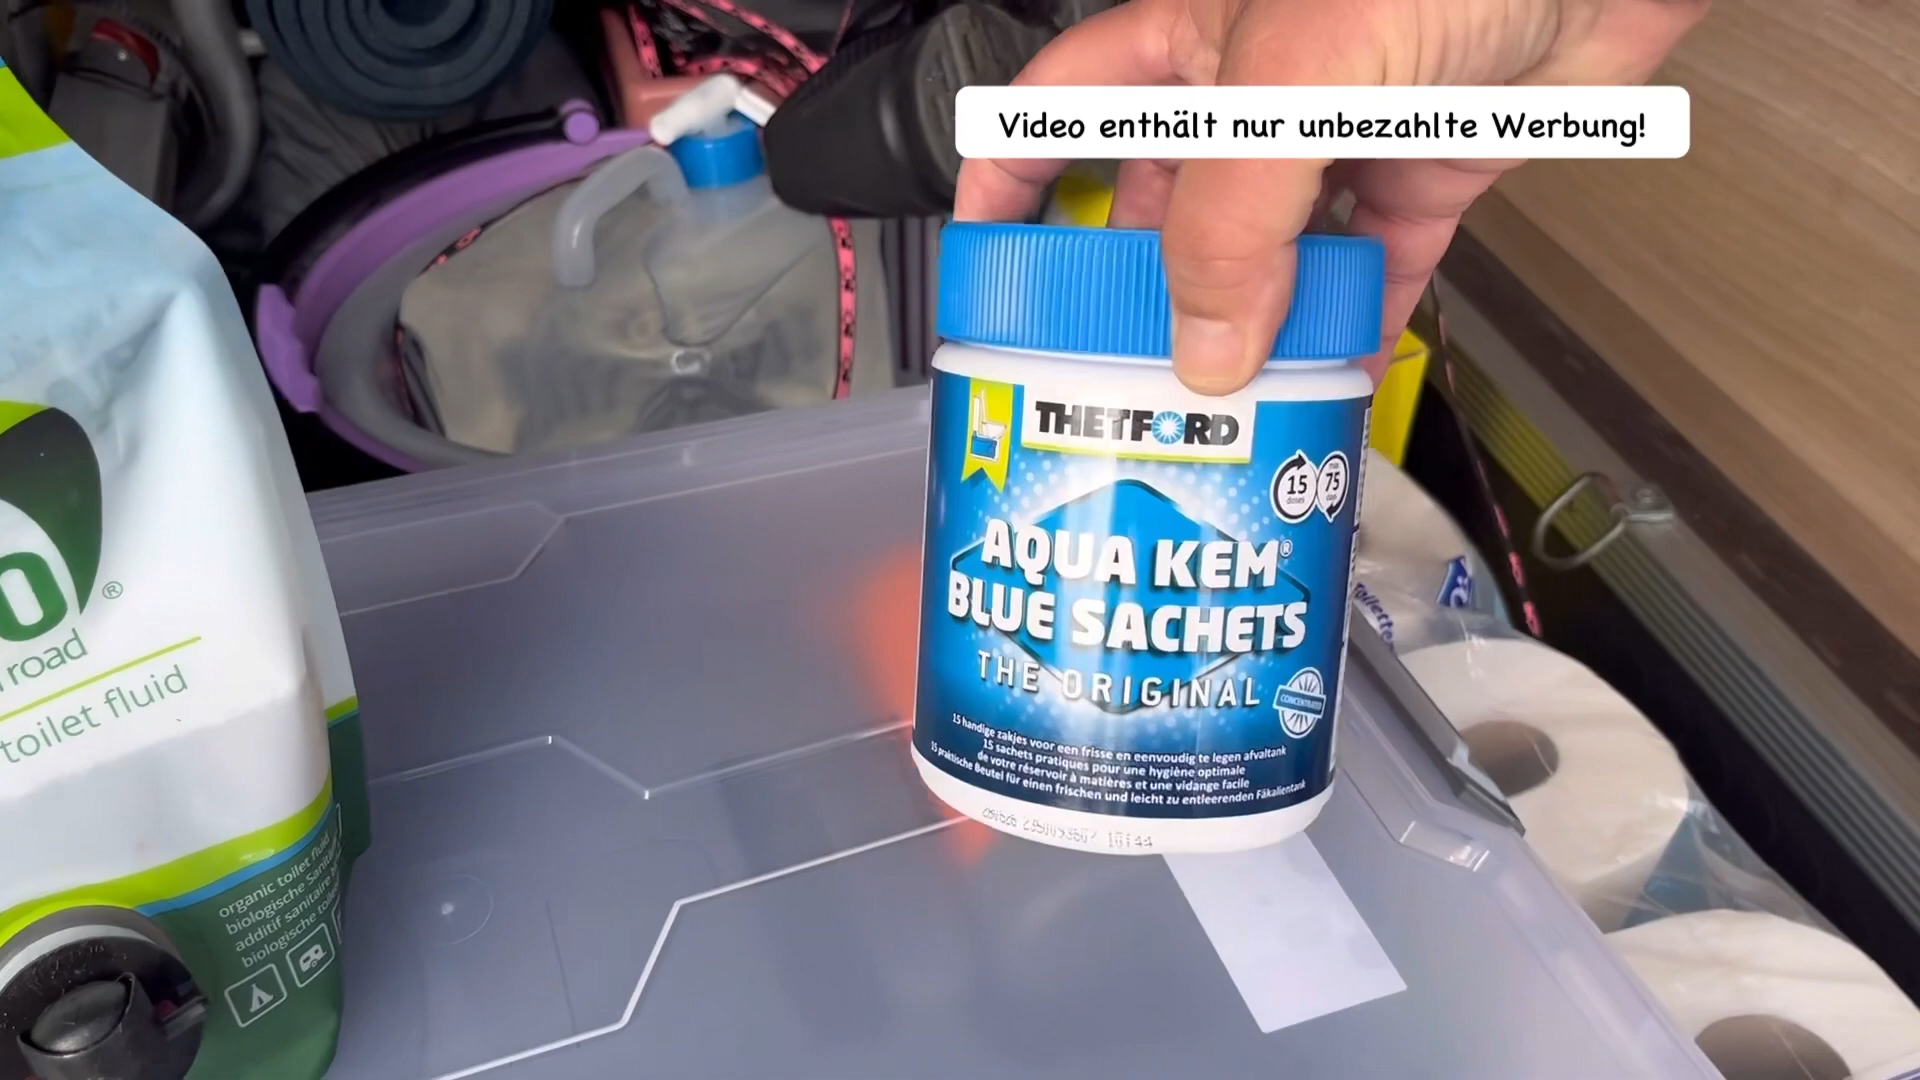 Video enthält nur unbezahlte Werbung!
THETFORD
15 doses
max 75 days
AQUA KEM®
BLUE SACHETS
THE ORIGINAL
CONCENTRATED
15 handige zakjes voor een frisse en eenvoudig te legen afvaltank
15 sachets pratiques pour une hygiène optimale
de votre réservoir à matières et une vidange facile
15 praktische Beutel für einen frischen und leicht zu entleerenden Fäkalientank
®
road
toilet fluid
organic toilet fluid
biologische
additif sanitaire
biologische